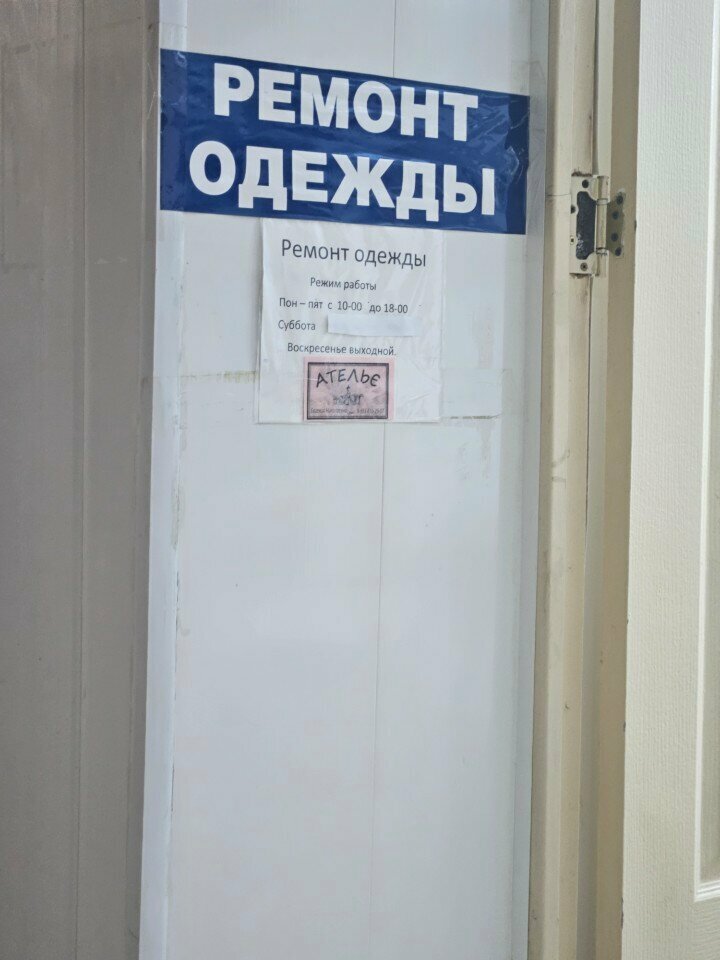 РЕМОНТ
ОДЕЖДЫ
Ремонт одежды
Режим работы
Пон – пят с 10-00 до 18-00
Суббота
Воскресенье выходной.
АТЕЛЬЕ